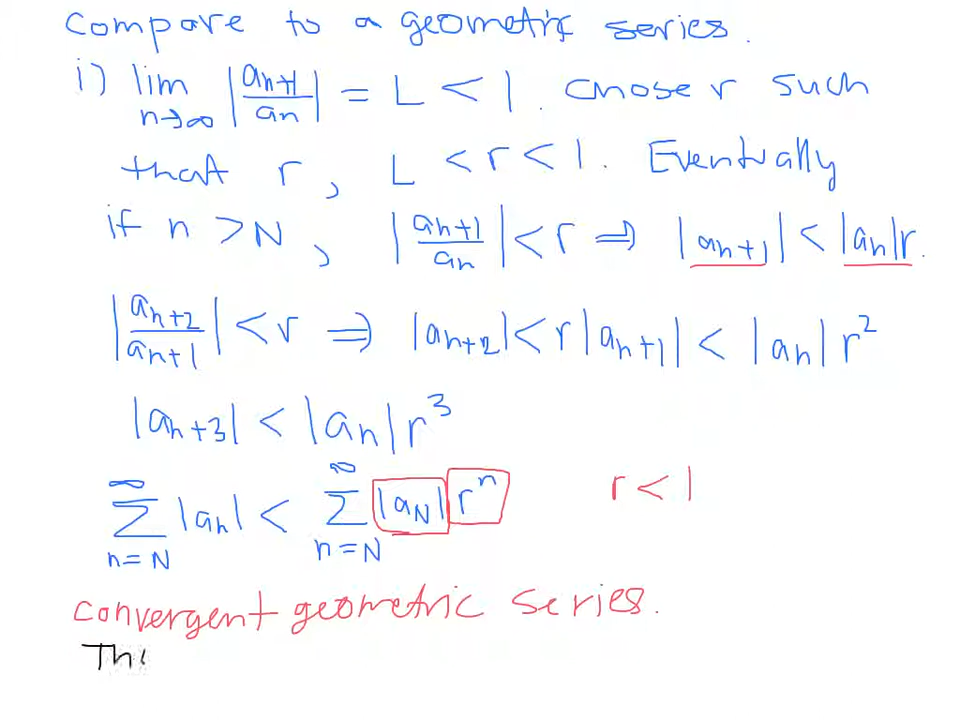 Compare to a geometric series.
i) lim n→∞ |an+1/an| = L < 1. Choose r such
that r, L < r < 1. Eventually
if n > N, |an+1/an| < r ⇒ |an+1| < |an|r.
|an+2/an+1| < r ⇒ |an+2| < r|an+1| < |an|r²
|an+3| < |an|r³
∑ n=N ∞ |an| < ∑ n=N ∞ |aN| rⁿ r < 1
convergent geometric series.
Thi